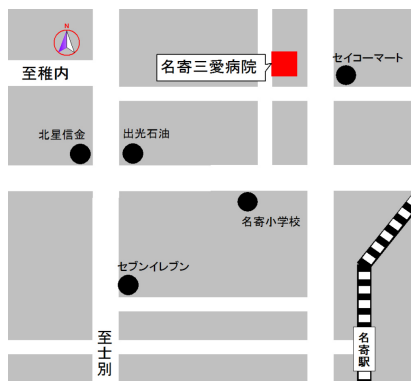 N
至稚内
名寄三愛病院
セイコーマート
北星信金
出光石油
名寄小学校
セブンイレブン
至士別
名寄駅